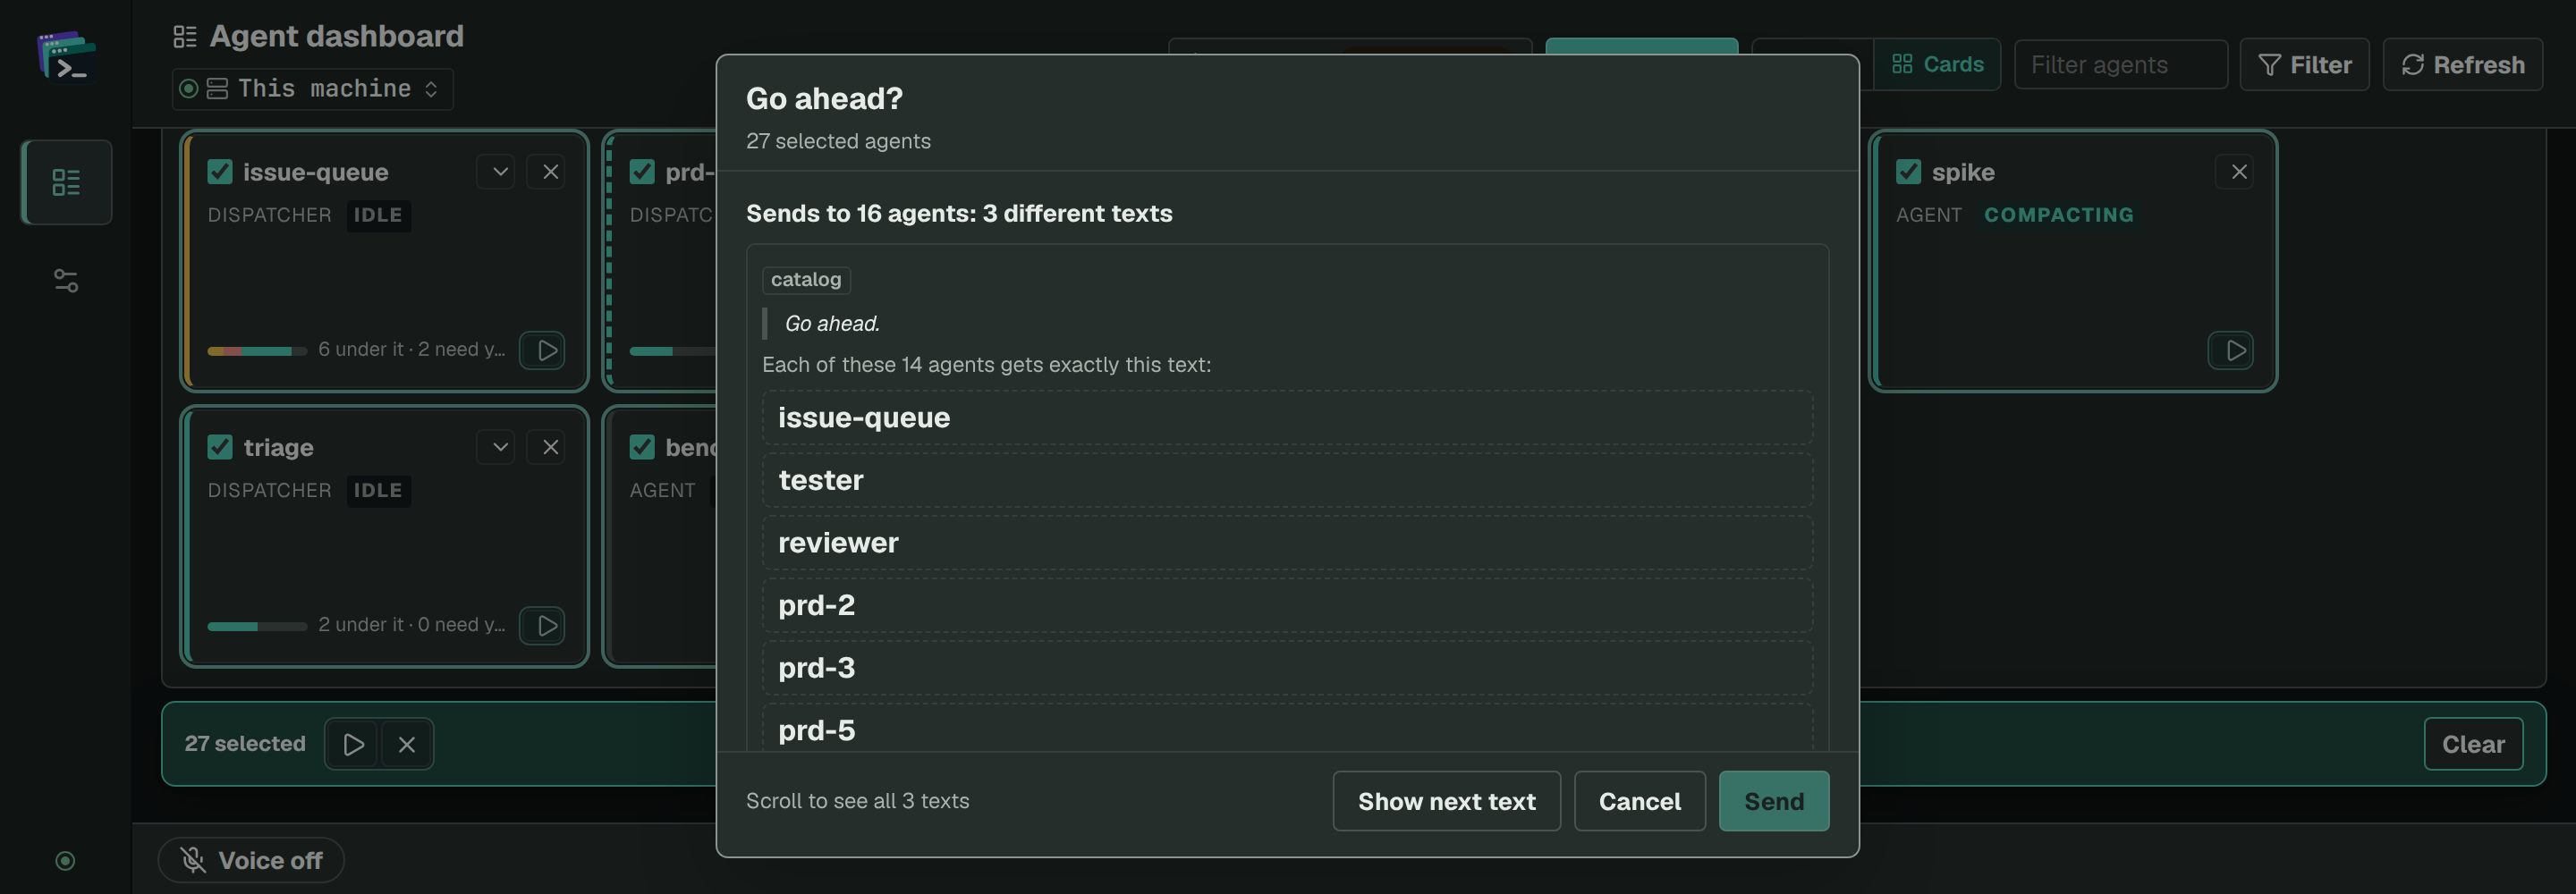 Agent dashboard
This machine
Cards
Filter agents
Filter
Refresh
issue-queue
DISPATCHER IDLE
6 under it · 2 need y...
prd-
DISPATC
spike
AGENT COMPACTING
triage
DISPATCHER IDLE
2 under it · 0 need y...
AGENT
Go ahead?
27 selected agents
Sends to 16 agents: 3 different texts
catalog
Go ahead.
Each of these 14 agents gets exactly this text:
issue-queue
tester
reviewer
prd-2
prd-3
prd-5
Scroll to see all 3 texts
Show next text
Cancel
Send
27 selected
Clear
Voice off